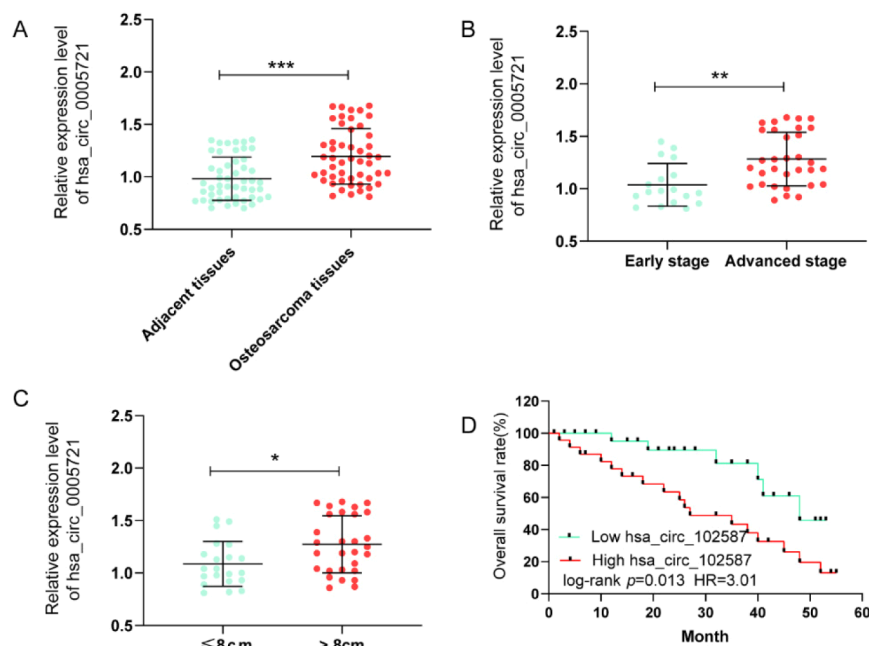 A
Relative expression level
of hsa_circ_0005721
2.5
2.0
1.5
1.0
0.5
***
Adjacent tissues
Osteosarcoma tissues
B
Relative expression level
of hsa_circ_0005721
2.5
2.0
1.5
1.0
0.5
**
Early stage
Advanced stage
C
Relative expression level
of hsa_circ_0005721
2.5
2.0
1.5
1.0
0.5
*
≤8cm
>8cm
D
Overall survival rate(%)
120
100
80
60
40
20
0
Low hsa_circ_102587
High hsa_circ_102587
log-rank p=0.013 HR=3.01
0 10 20 30 40 50 60
Month